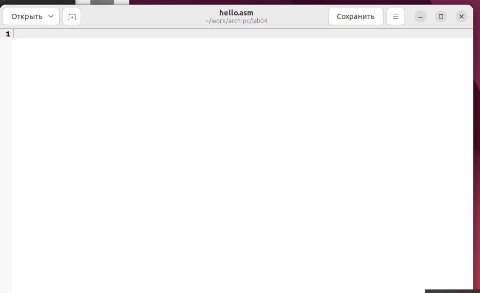 Открыть
hello.asm
~/work/arch-pc/lab04
Сохранить
1